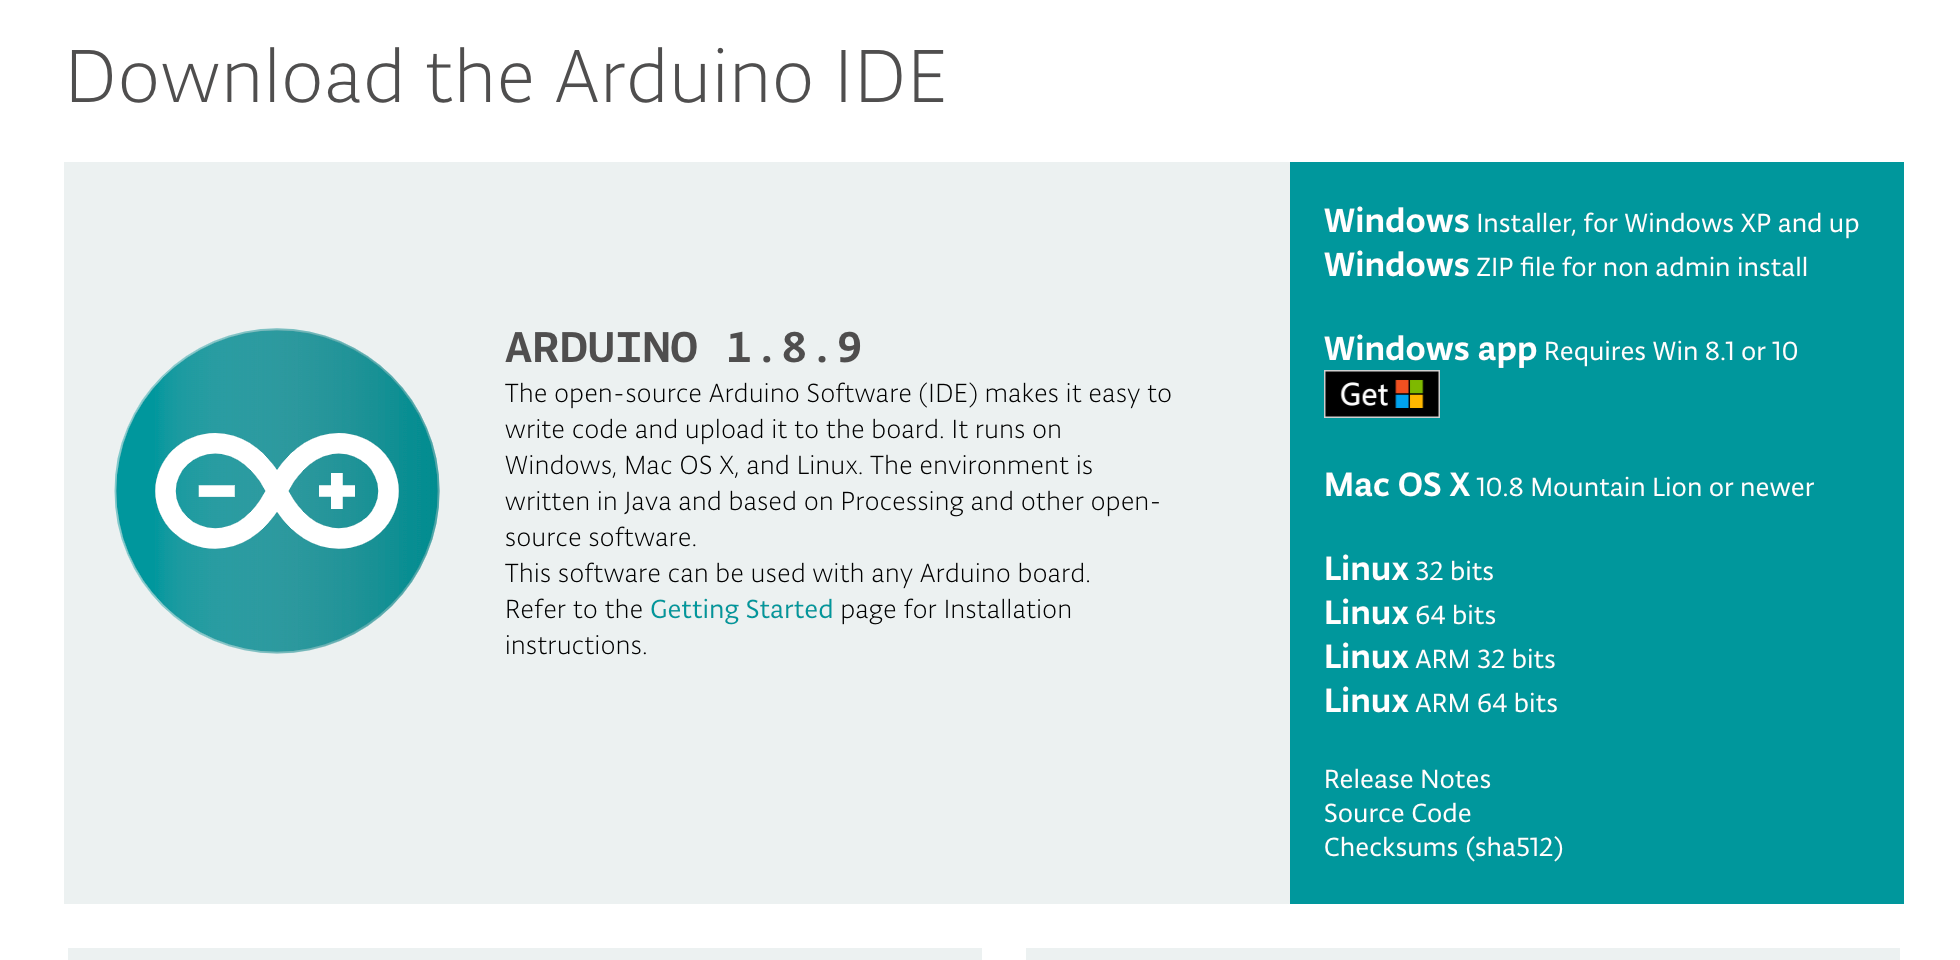 Download the Arduino IDE
ARDUINO 1.8.9
The open-source Arduino Software (IDE) makes it easy to
write code and upload it to the board. It runs on
Windows, Mac OS X, and Linux. The environment is
written in Java and based on Processing and other open-
source software.
This software can be used with any Arduino board.
Refer to the Getting Started page for Installation
instructions.
Windows Installer, for Windows XP and up
Windows ZIP file for non admin install
Windows app Requires Win 8.1 or 10
Get
Mac OS X 10.8 Mountain Lion or newer
Linux 32 bits
Linux 64 bits
Linux ARM 32 bits
Linux ARM 64 bits
Release Notes
Source Code
Checksums (sha512)